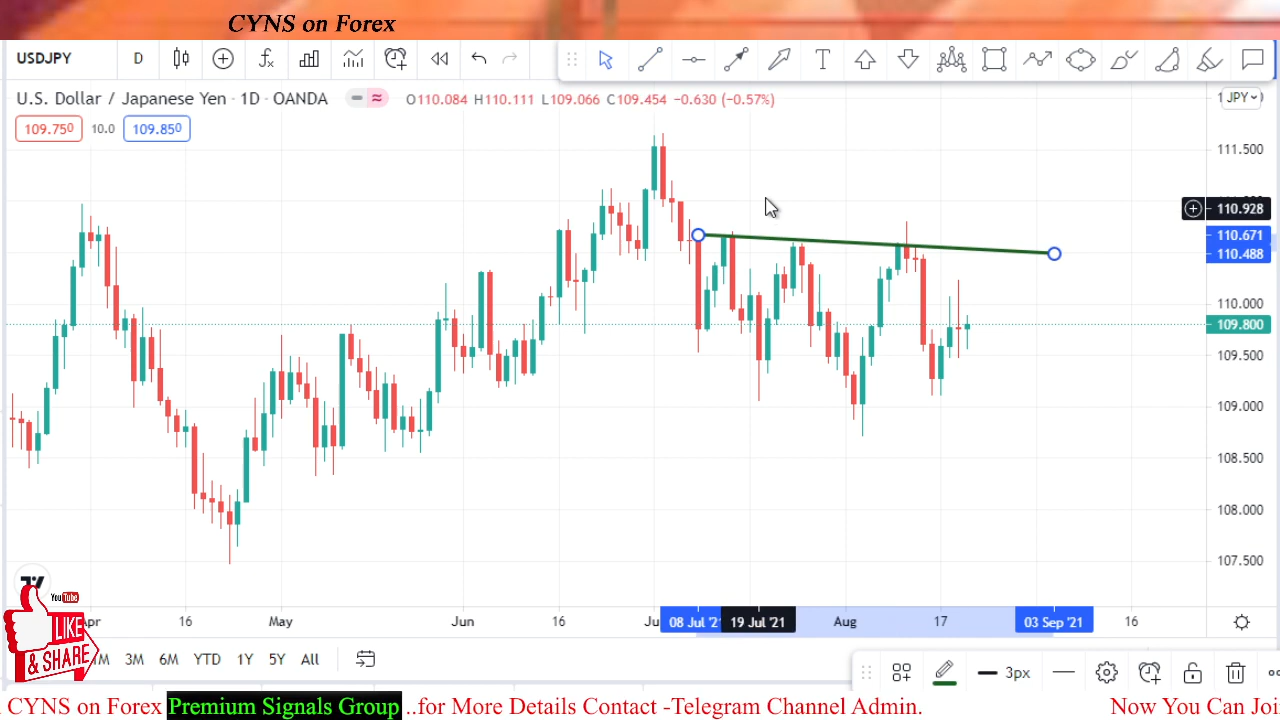 CYNS on Forex
USDJPY D T
U.S. Dollar / Japanese Yen · 1D · OANDA O110.084 H110.111 L109.066 C109.454 −0.630 (−0.57%)
JPY
109.750 10.0 109.850
111.500
110.928
110.671
110.488
110.000
109.800
109.500
109.000
108.500
108.000
107.500
YouTube
LIKE
& SHARE
Apr 16 May Jun 16 08 Jul '21 19 Jul '21 Aug 17 03 Sep '21 16
3M 6M YTD 1Y 5Y All
3px
CYNS on Forex Premium Signals Group ..for More Details Contact -Telegram Channel Admin. Now You Can Joi